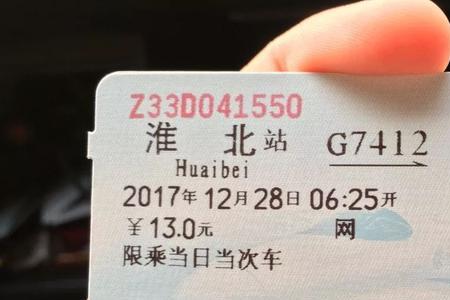 Z33D041550
淮北站 G7412
Huaibei
2017年12月28日 06:25开
￥13.0元 网
限乘当日当次车